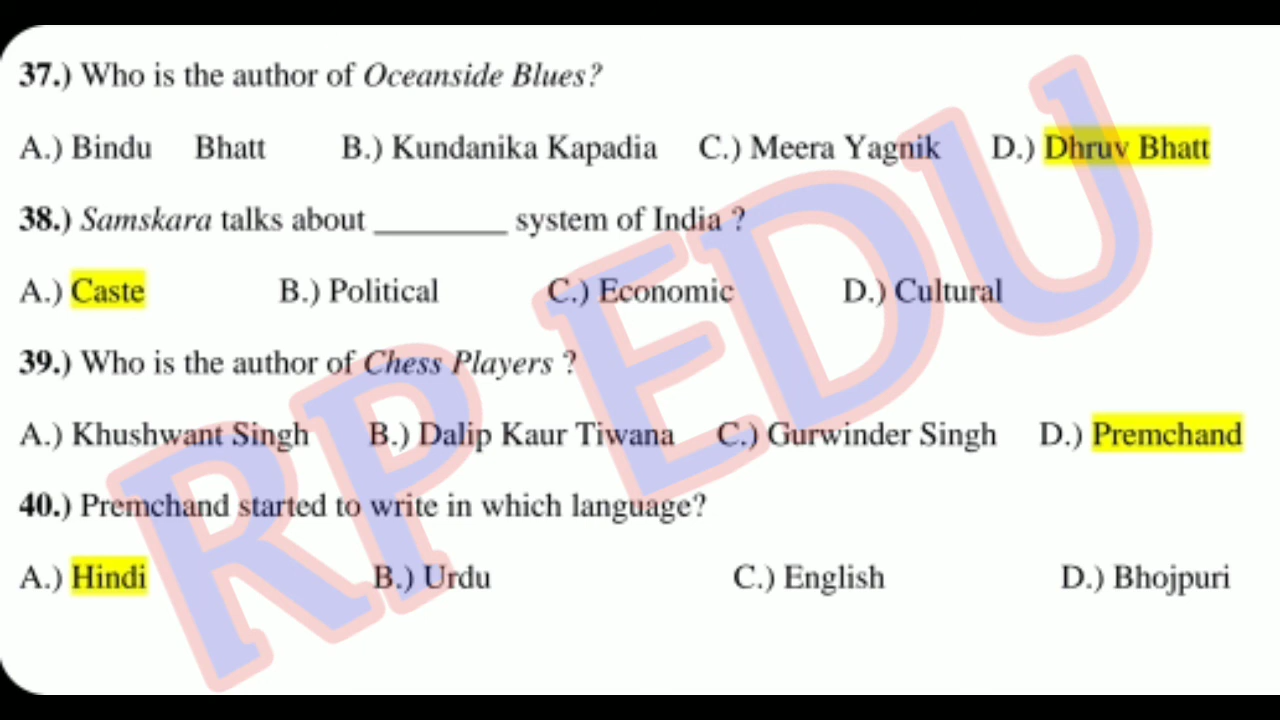 37.) Who is the author of Oceanside Blues?
A.) Bindu Bhatt B.) Kundanika Kapadia C.) Meera Yagnik D.) Dhruv Bhatt
38.) Samskara talks about ________ system of India ?
A.) Caste B.) Political C.) Economic D.) Cultural
39.) Who is the author of Chess Players ?
A.) Khushwant Singh B.) Dalip Kaur Tiwana C.) Gurwinder Singh D.) Premchand
40.) Premchand started to write in which language?
A.) Hindi B.) Urdu C.) English D.) Bhojpuri
RP EDU